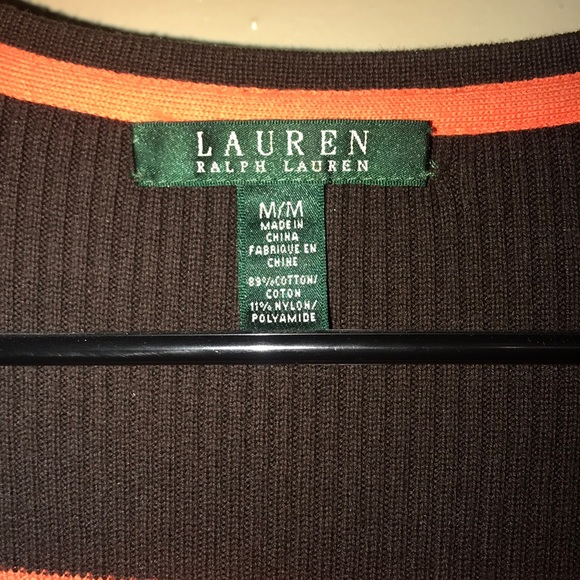 LAUREN
RALPH LAUREN
M/M
MADE IN
CHINA
FABRIQUE EN
CHINE
89%COTTON/
COTON
11%NYLON/
POLYAMIDE